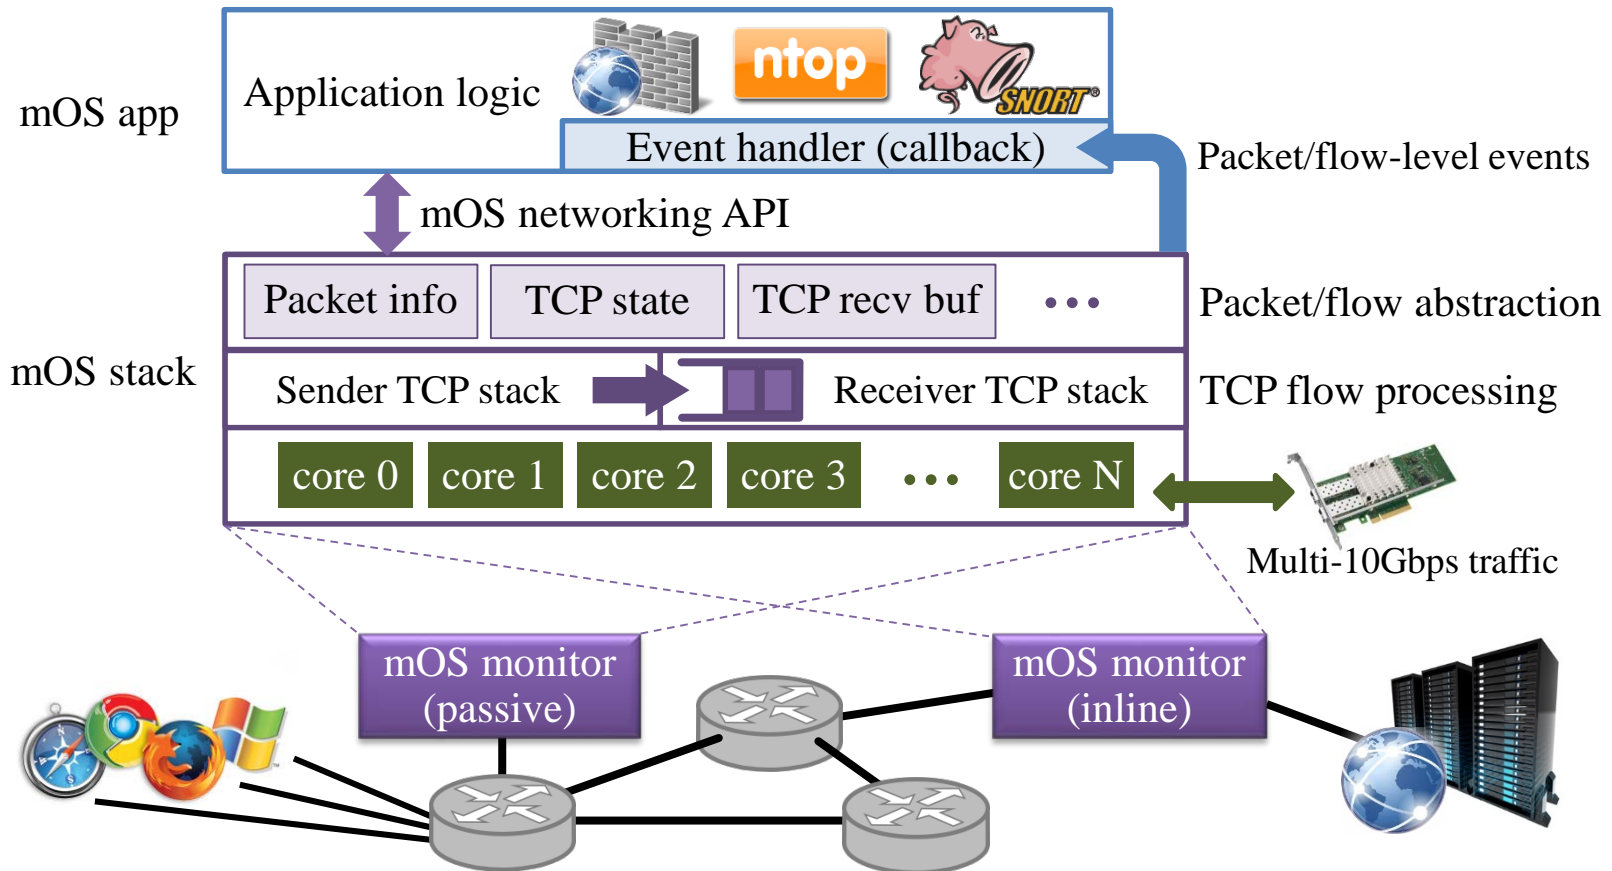 mOS app
Application logic
ntop
SNORT®
Event handler (callback)
Packet/flow-level events
mOS networking API
mOS stack
Packet info
TCP state
TCP recv buf
•••
Packet/flow abstraction
Sender TCP stack
Receiver TCP stack
TCP flow processing
core 0
core 1
core 2
core 3
•••
core N
Multi-10Gbps traffic
mOS monitor
(passive)
mOS monitor
(inline)